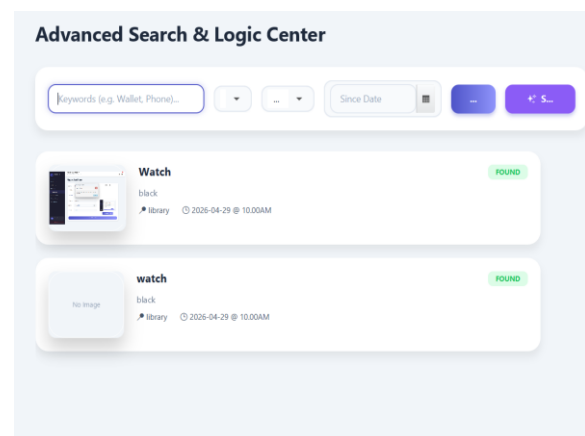 Advanced Search & Logic Center
Keywords (e.g. Wallet, Phone)...
...
Since Date
...
S...
Watch
FOUND
black
library
2026-04-29 @ 10.00AM
watch
FOUND
No Image
black
library
2026-04-29 @ 10.00AM